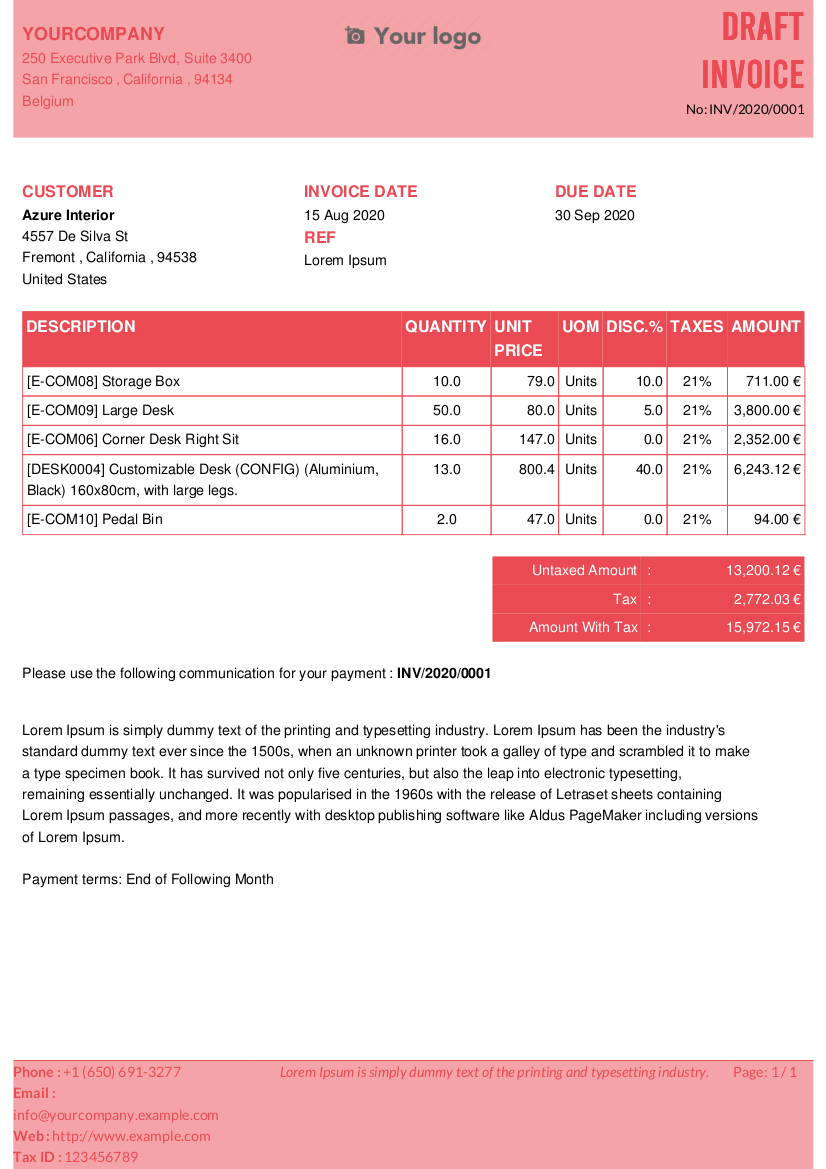 YOURCOMPANY
250 Executive Park Blvd, Suite 3400
San Francisco , California , 94134
Belgium
Your logo
DRAFT
INVOICE
No: INV/2020/0001
CUSTOMER
Azure Interior
4557 De Silva St
Fremont , California , 94538
United States
INVOICE DATE
15 Aug 2020
REF
Lorem Ipsum
DUE DATE
30 Sep 2020
DESCRIPTION QUANTITY UNIT PRICE UOM DISC.% TAXES AMOUNT
[E-COM08] Storage Box 10.0 79.0 Units 10.0 21% 711.00 €
[E-COM09] Large Desk 50.0 80.0 Units 5.0 21% 3,800.00 €
[E-COM06] Corner Desk Right Sit 16.0 147.0 Units 0.0 21% 2,352.00 €
[DESK0004] Customizable Desk (CONFIG) (Aluminium, 13.0 800.4 Units 40.0 21% 6,243.12 €
Black) 160x80cm, with large legs.
[E-COM10] Pedal Bin 2.0 47.0 Units 0.0 21% 94.00 €
Untaxed Amount : 13,200.12 €
Tax : 2,772.03 €
Amount With Tax : 15,972.15 €
Please use the following communication for your payment : INV/2020/0001
Lorem Ipsum is simply dummy text of the printing and typesetting industry. Lorem Ipsum has been the industry's
standard dummy text ever since the 1500s, when an unknown printer took a galley of type and scrambled it to make
a type specimen book. It has survived not only five centuries, but also the leap into electronic typesetting,
remaining essentially unchanged. It was popularised in the 1960s with the release of Letraset sheets containing
Lorem Ipsum passages, and more recently with desktop publishing software like Aldus PageMaker including versions
of Lorem Ipsum.
Payment terms: End of Following Month
Phone : +1 (650) 691-3277
Email :
info@yourcompany.example.com
Web : http://www.example.com
Tax ID : 123456789
Lorem Ipsum is simply dummy text of the printing and typesetting industry.
Page: 1 / 1